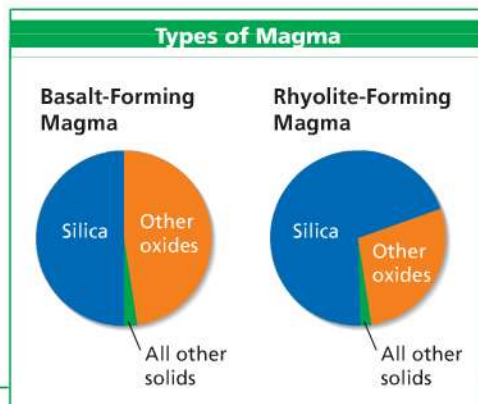 Types of Magma
Basalt-Forming
Magma
Silica
Other
oxides
All other
solids
Rhyolite-Forming
Magma
Silica
Other
oxides
All other
solids